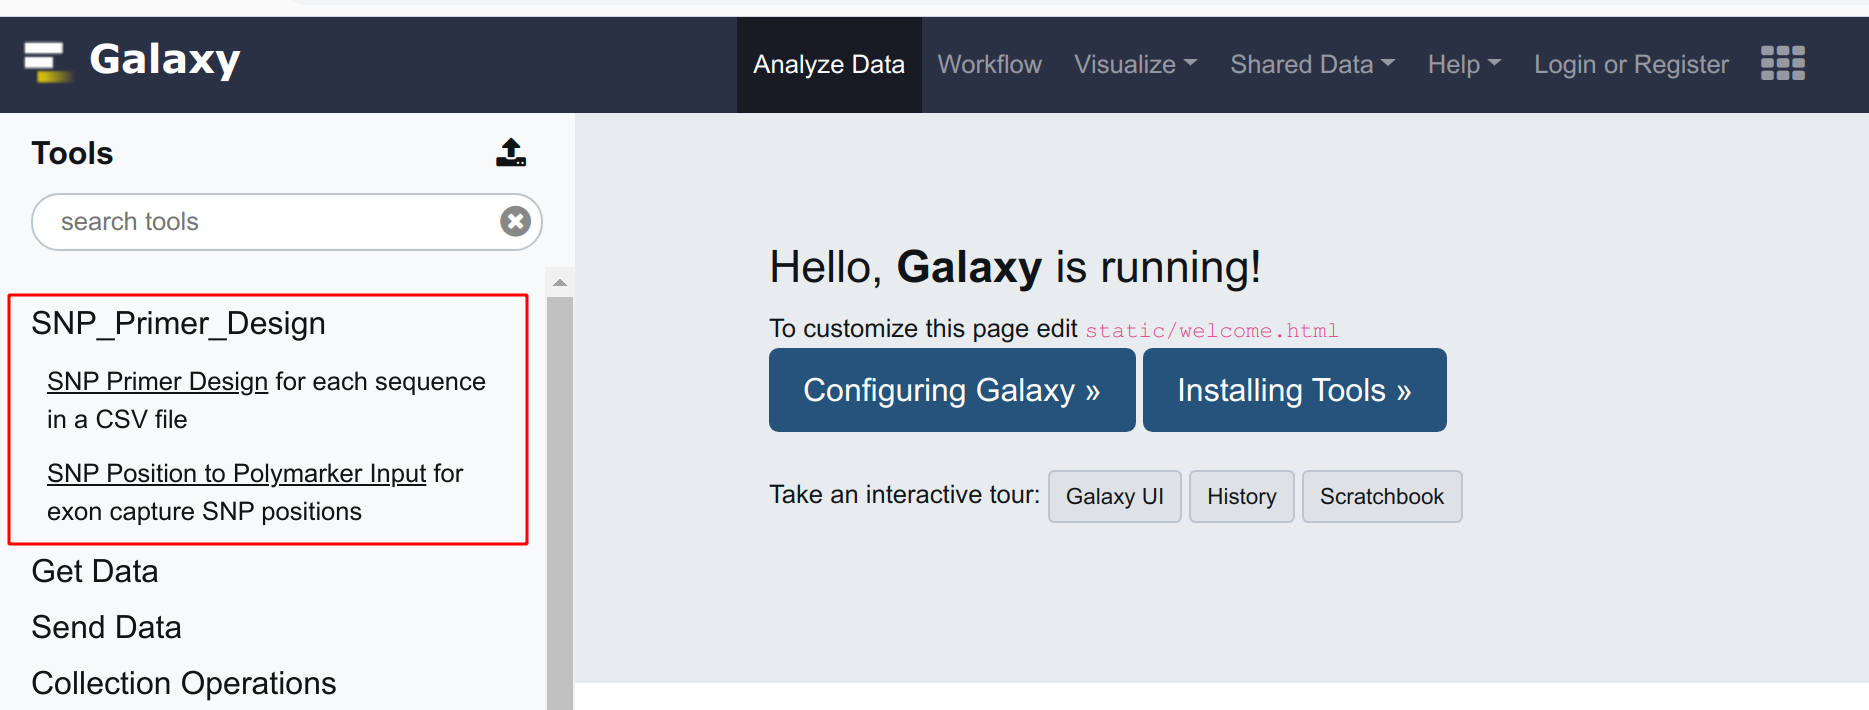 Galaxy
Analyze Data Workflow Visualize Shared Data Help Login or Register
Tools
search tools
SNP_Primer_Design
SNP Primer Design for each sequence
in a CSV file
SNP Position to Polymarker Input for
exon capture SNP positions
Get Data
Send Data
Collection Operations
Hello, Galaxy is running!
To customize this page edit static/welcome.html
Configuring Galaxy » Installing Tools »
Take an interactive tour: Galaxy UI History Scratchbook